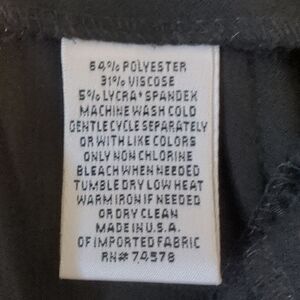 64% POLYESTER
31% VISCOSE
5% LYCRA® SPANDEX
MACHINE WASH COLD
GENTLE CYCLE SEPARATELY
OR WITH LIKE COLORS
ONLY NON CHLORINE
BLEACH WHEN NEEDED
TUMBLE DRY LOW HEAT
WARM IRON IF NEEDED
OR DRY CLEAN
MADE IN U.S.A.
OF IMPORTED FABRIC
RN# 74578